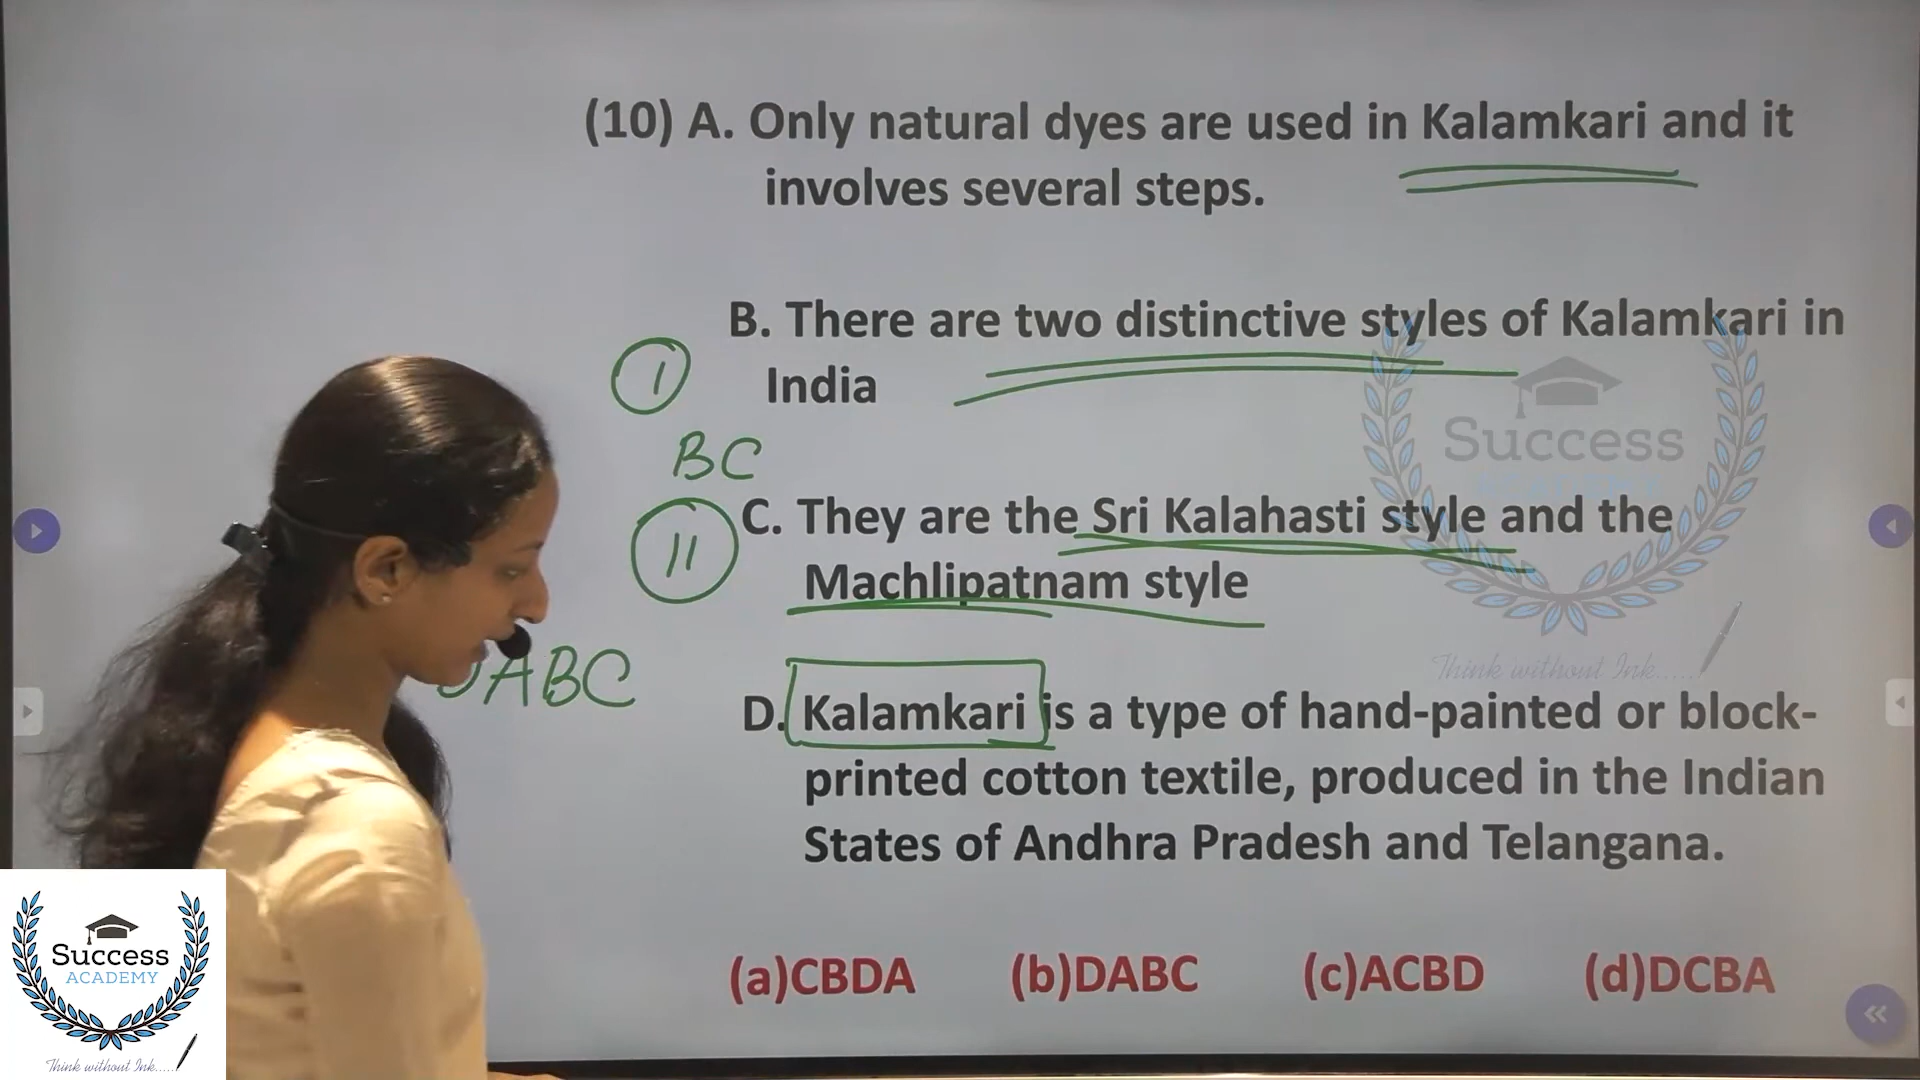 (10) A. Only natural dyes are used in Kalamkari and it
involves several steps.
B. There are two distinctive styles of Kalamkari in
India
I
BC
C. They are the Sri Kalahasti style and the
Machlipatnam style
II
ABC
D. Kalamkari is a type of hand-painted or block-
printed cotton textile, produced in the Indian
States of Andhra Pradesh and Telangana.
(a)CBDA (b)DABC (c)ACBD (d)DCBA
Success
ACADEMY
Think without Ink.....
Success
ACADEMY
Think without Ink.....